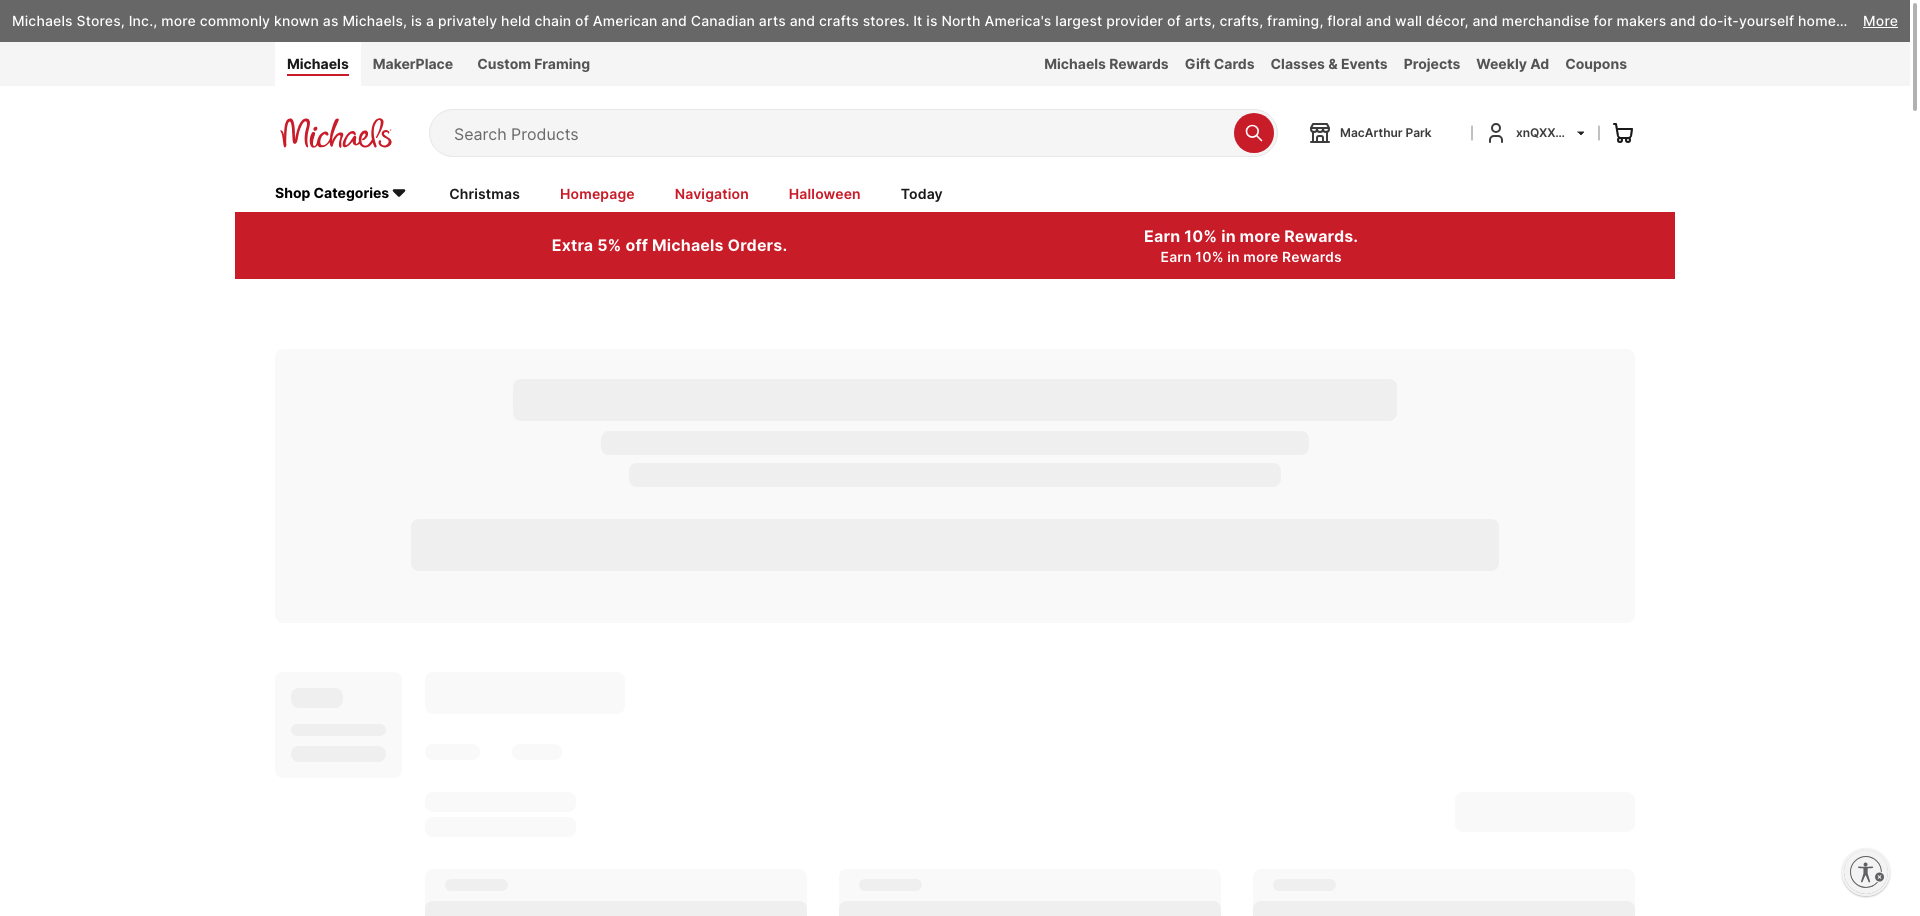 Michaels Stores, Inc., more commonly known as Michaels, is a privately held chain of American and Canadian arts and crafts stores. It is North America's largest provider of arts, crafts, framing, floral and wall décor, and merchandise for makers and do-it-yourself home... More
Michaels MakerPlace Custom Framing Michaels Rewards Gift Cards Classes & Events Projects Weekly Ad Coupons
Michaels Search Products MacArthur Park xnQXX...
Shop Categories Christmas Homepage Navigation Halloween Today
Extra 5% off Michaels Orders.
Earn 10% in more Rewards.
Earn 10% in more Rewards